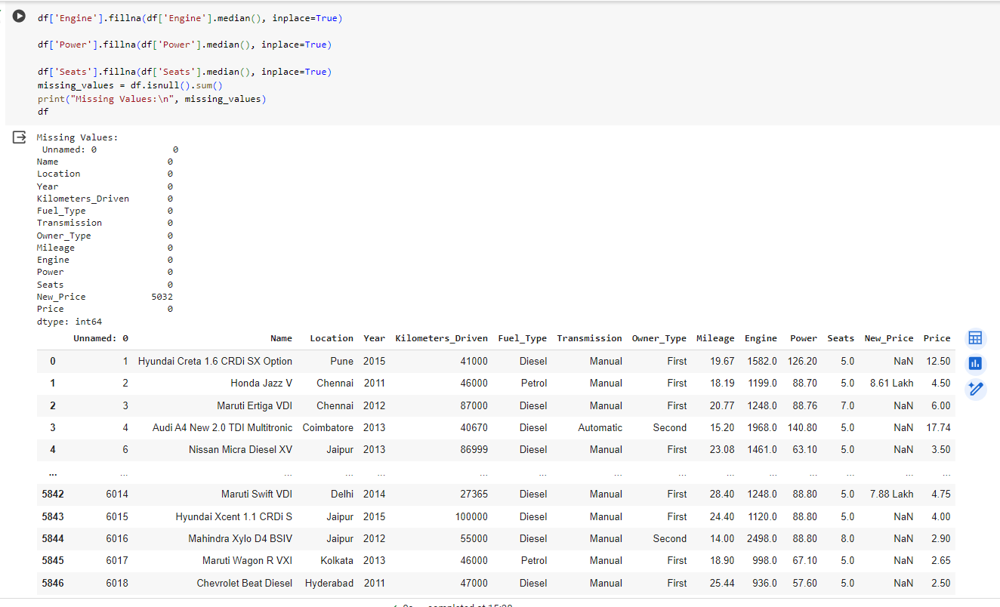 df['Engine'].fillna(df['Engine'].median(), inplace=True)
df['Power'].fillna(df['Power'].median(), inplace=True)
df['Seats'].fillna(df['Seats'].median(), inplace=True)
missing_values = df.isnull().sum()
print("Missing Values:\n", missing_values)
df
Missing Values:
Unnamed: 0 0
Name 0
Location 0
Year 0
Kilometers_Driven 0
Fuel_Type 0
Transmission 0
Owner_Type 0
Mileage 0
Engine 0
Power 0
Seats 0
New_Price 5032
Price 0
dtype: int64
Unnamed: 0 Name Location Year Kilometers_Driven Fuel_Type Transmission Owner_Type Mileage Engine Power Seats New_Price Price
0 1 Hyundai Creta 1.6 CRDi SX Option Pune 2015 41000 Diesel Manual First 19.67 1582.0 126.20 5.0 NaN 12.50
1 2 Honda Jazz V Chennai 2011 46000 Petrol Manual First 18.19 1199.0 88.70 5.0 8.61 Lakh 4.50
2 3 Maruti Ertiga VDI Chennai 2012 87000 Diesel Manual First 20.77 1248.0 88.76 7.0 NaN 6.00
3 4 Audi A4 New 2.0 TDI Multitronic Coimbatore 2013 40670 Diesel Automatic Second 15.20 1968.0 140.80 5.0 NaN 17.74
4 6 Nissan Micra Diesel XV Jaipur 2013 86999 Diesel Manual First 23.08 1461.0 63.10 5.0 NaN 3.50
... ... ... ... ... ... ... ... ... ... ... ... ... ... ...
5842 6014 Maruti Swift VDI Delhi 2014 27365 Diesel Manual First 28.40 1248.0 88.80 5.0 7.88 Lakh 4.75
5843 6015 Hyundai Xcent 1.1 CRDi S Jaipur 2015 100000 Diesel Manual First 24.40 1120.0 88.80 5.0 NaN 4.00
5844 6016 Mahindra Xylo D4 BSIV Jaipur 2012 55000 Diesel Manual Second 14.00 2498.0 88.80 8.0 NaN 2.90
5845 6017 Maruti Wagon R VXI Kolkata 2013 46000 Petrol Manual First 18.90 998.0 67.10 5.0 NaN 2.65
5846 6018 Chevrolet Beat Diesel Hyderabad 2011 47000 Diesel Manual First 25.44 936.0 57.60 5.0 NaN 2.50